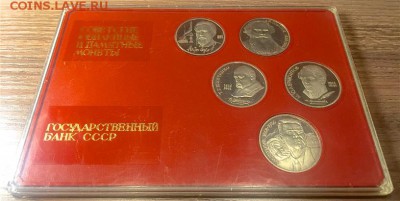 COINS.LAVE.RU
СОВЕТСКИЕ
ЮБИЛЕЙНЫЕ
И ПАМЯТНЫЕ
МОНЕТЫ
ГОСУДАРСТВЕННЫЙ
БАНК СССР